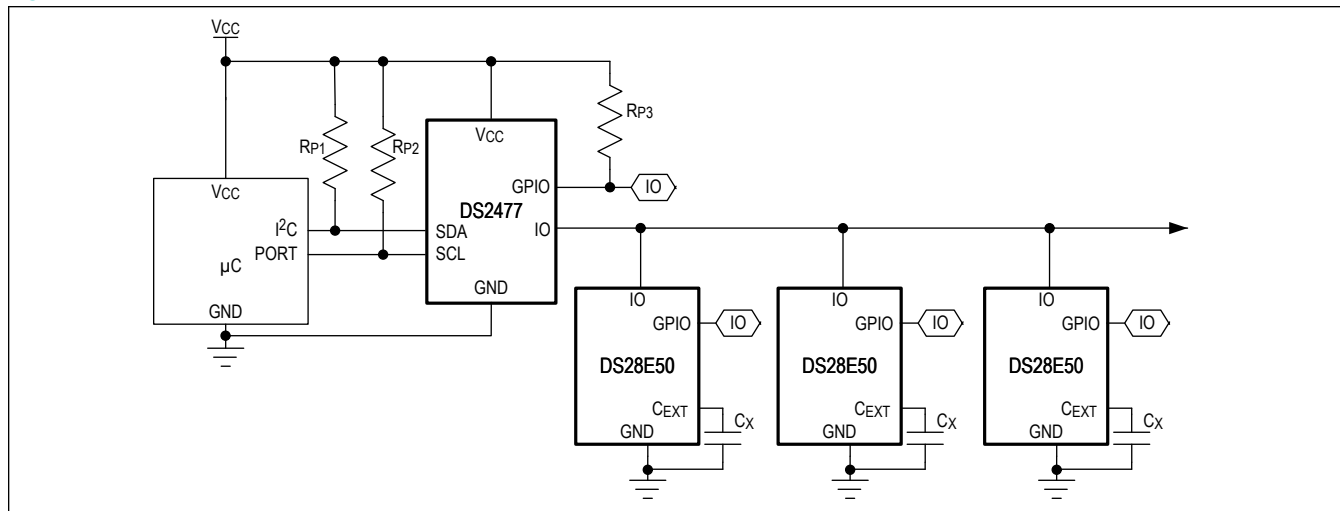 VCC
RP1
RP2
RP3
VCC
VCC
GPIO
IO
DS2477
I2C
SDA
IO
PORT
SCL
µC
GND
GND
IO
IO
IO
GPIO
IO
GPIO
IO
GPIO
IO
DS28E50
DS28E50
DS28E50
CEXT
CX
CEXT
CX
CEXT
CX
GND
GND
GND